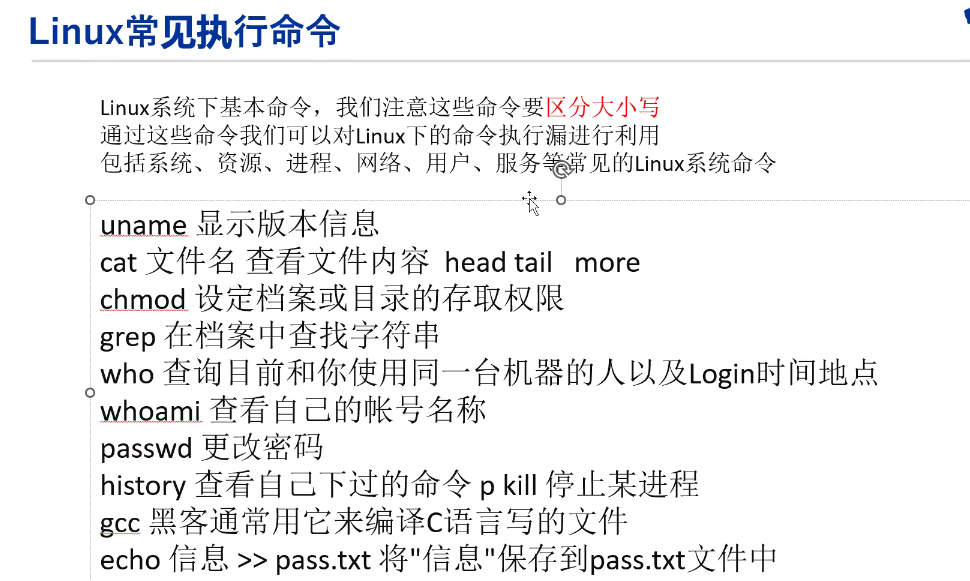 Linux常见执行命令
Linux系统下基本命令，我们注意这些命令要区分大小写
通过这些命令我们可以对Linux下的命令执行漏进行利用
包括系统、资源、进程、网络、用户、服务等常见的Linux系统命令
uname 显示版本信息
cat 文件名 查看文件内容 head tail more
chmod 设定档案或目录的存取权限
grep 在档案中查找字符串
who 查询目前和你使用同一台机器的人以及Login时间地点
whoami 查看自己的帐号名称
passwd 更改密码
history 查看自己下过的命令 p kill 停止某进程
gcc 黑客通常用它来编译C语言写的文件
echo 信息 >> pass.txt 将"信息"保存到pass.txt文件中